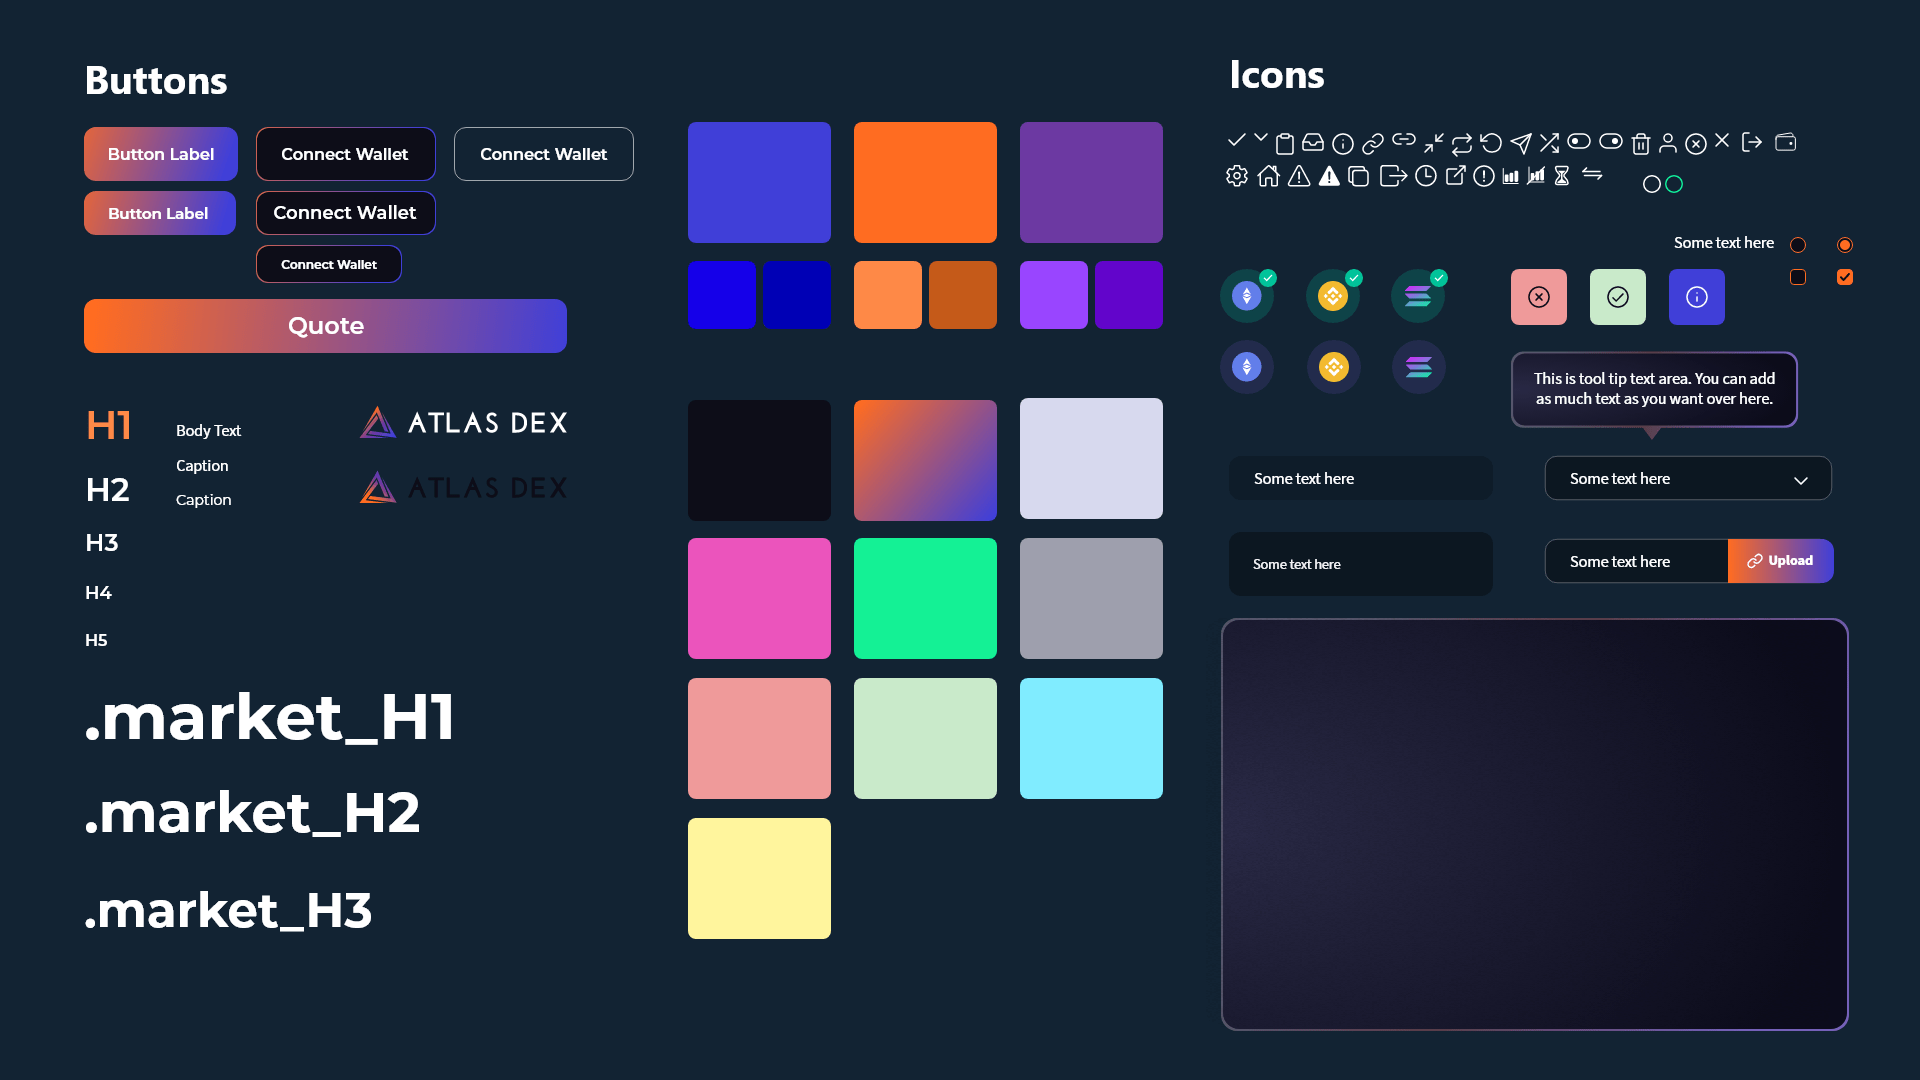 Buttons
Button Label
Connect Wallet
Connect Wallet
Button Label
Connect Wallet
Connect Wallet
Quote
H1
Body Text
Caption
H2
Caption
H3
H4
H5
ATLAS DEX
ATLAS DEX
.market_H1
.market_H2
.market_H3
Icons
Some text here
This is tool tip text area. You can add
as much text as you want over here.
Some text here
Some text here
Some text here
Some text here
Upload